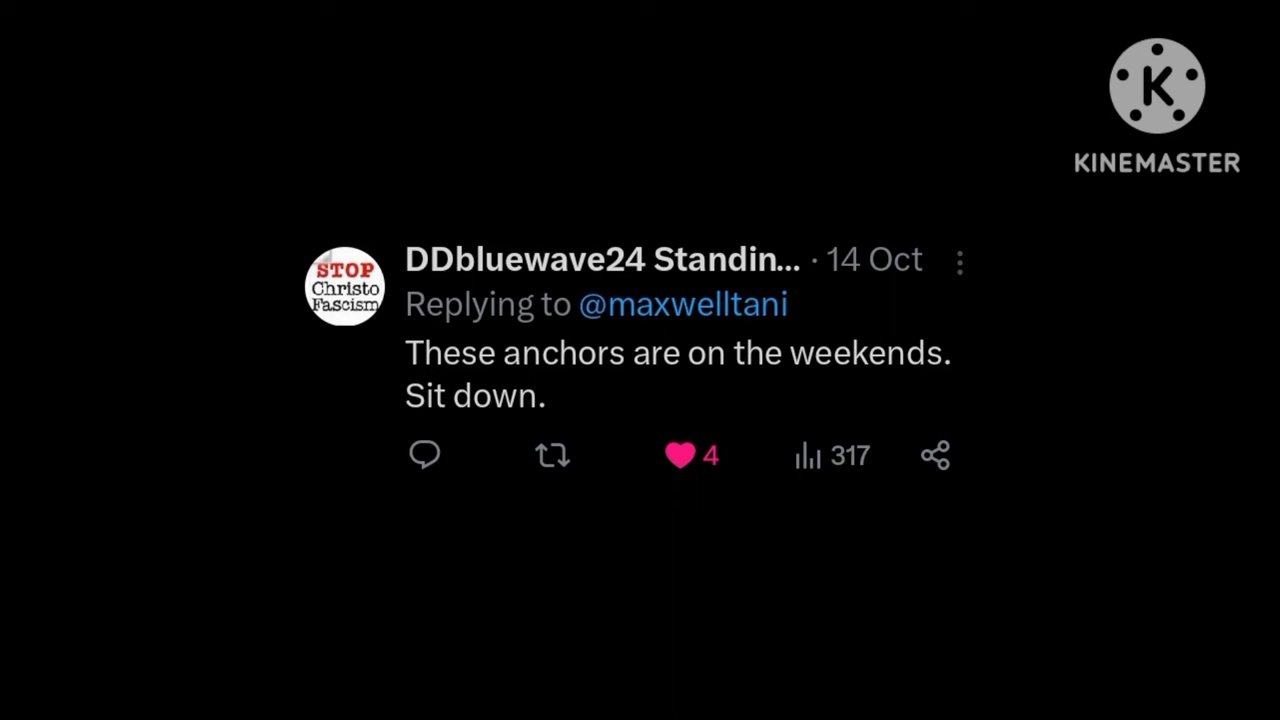 K
KINEMASTER
STOP
Christo
Fascism
DDbluewave24 Standin... · 14 Oct
Replying to @maxwelltani
These anchors are on the weekends.
Sit down.
4 317